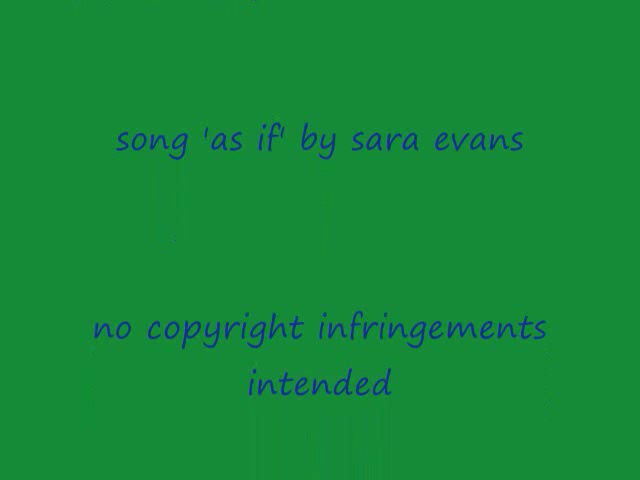 song 'as if' by sara evans
no copyright infringements
intended